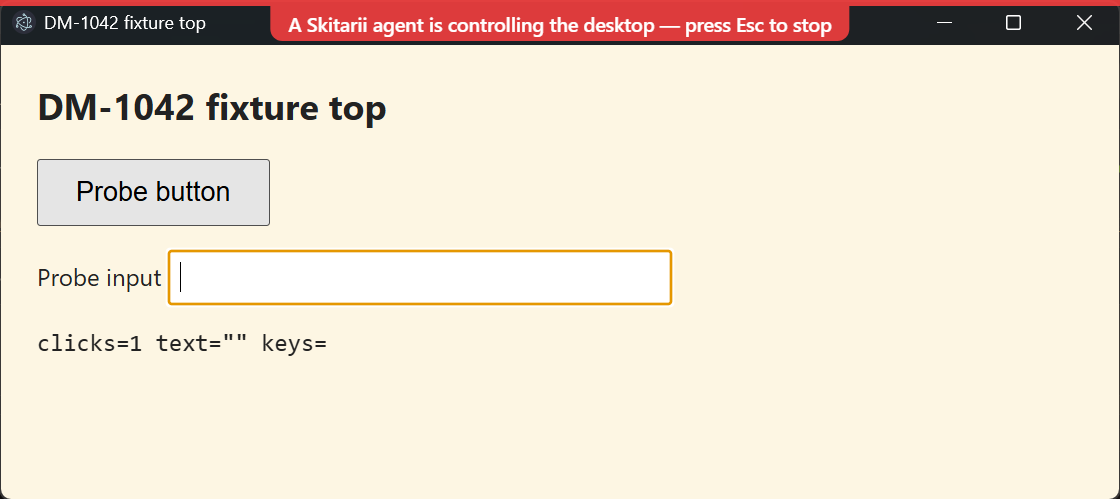 DM-1042 fixture top
A Skitarii agent is controlling the desktop — press Esc to stop
DM-1042 fixture top
Probe button
Probe input
clicks=1 text="" keys=